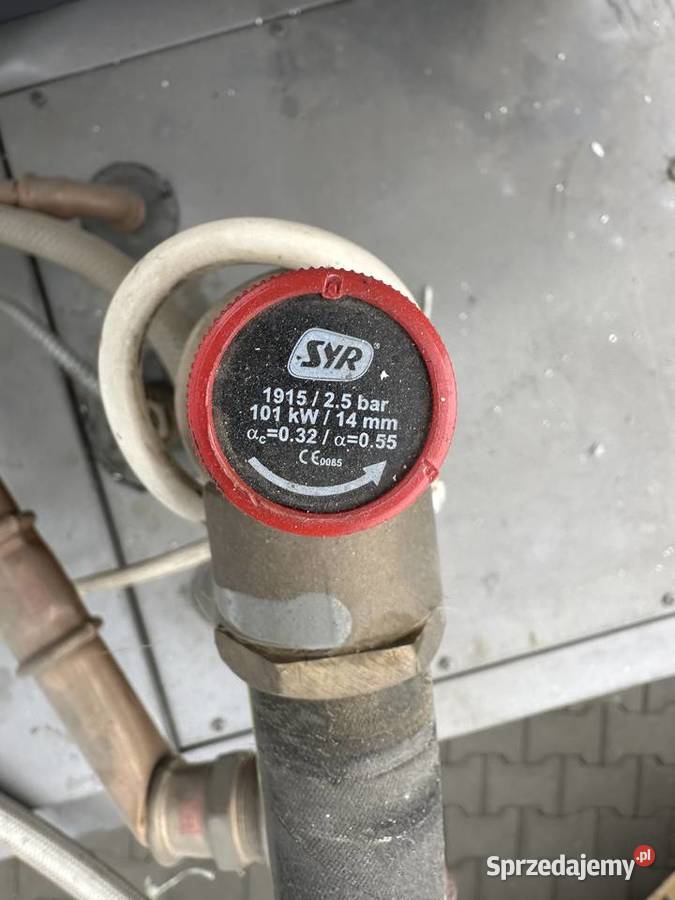 SYR®
1915 / 2.5 bar
101 kW / 14 mm
αc=0.32 / α=0.55
CE0085
Sprzedajemy.pl